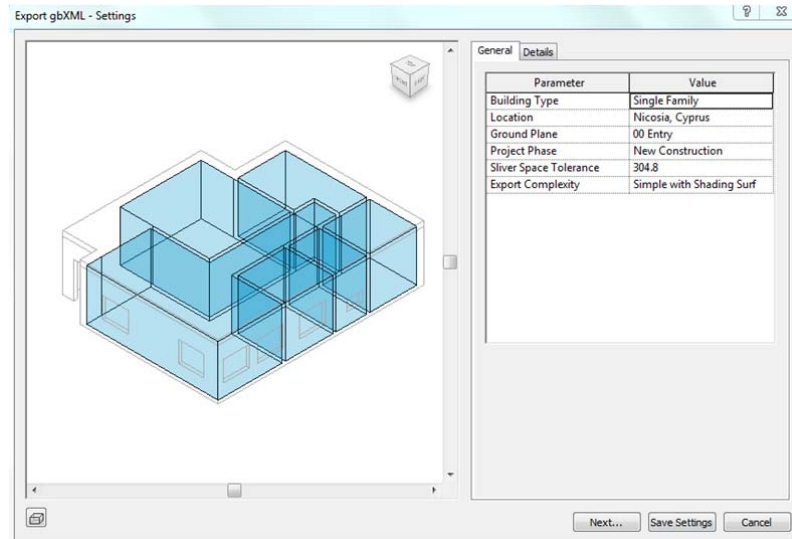 Export gbXML - Settings
General Details
Parameter Value
Building Type Single Family
Location Nicosia, Cyprus
Ground Plane 00 Entry
Project Phase New Construction
Sliver Space Tolerance 304.8
Export Complexity Simple with Shading Surf
Next... Save Settings Cancel